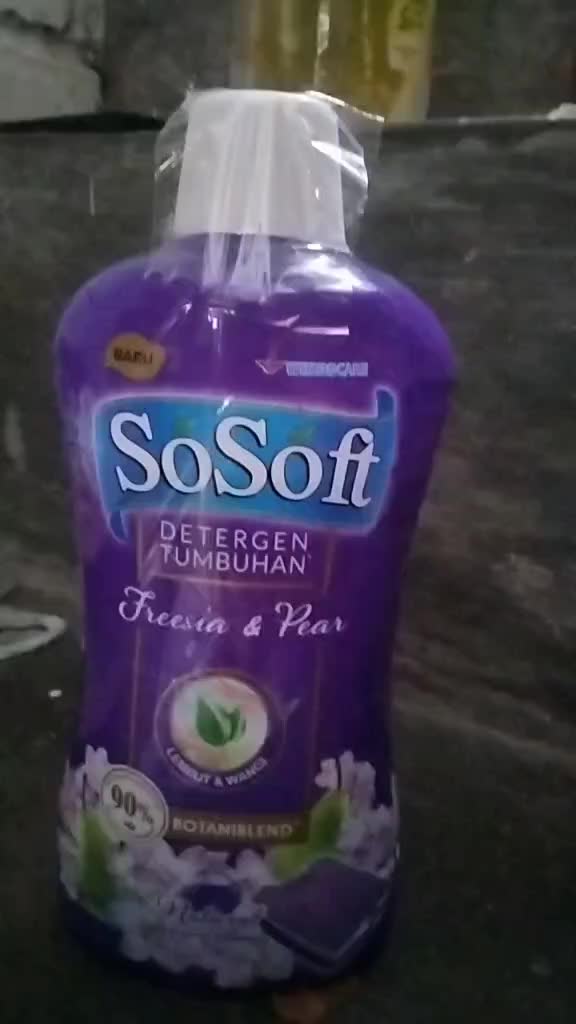 BARU
SoSoft
DETERGEN
TUMBUHAN
Freesia & Pear
LEMBUT & WANGI
90%
BOTANIBLEND